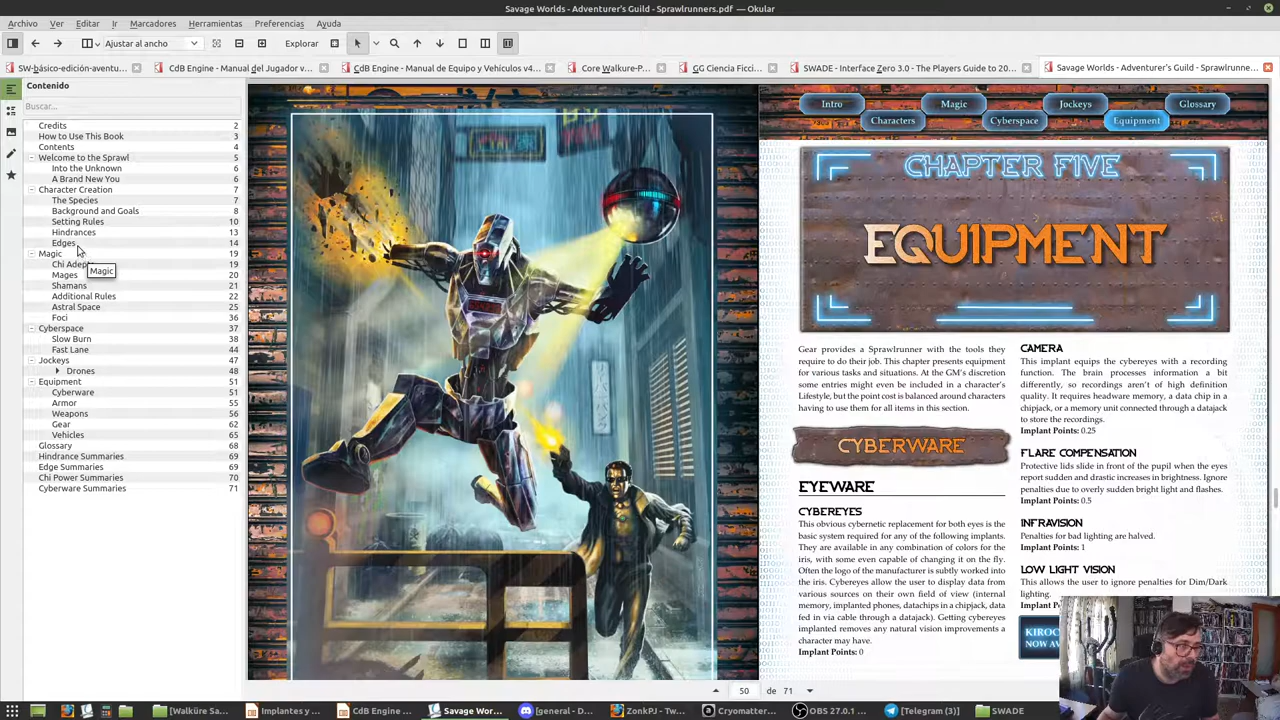 Savage Worlds - Adventurer's Guild - Sprawlrunners.pdf — Okular
Archivo Ver Editar Ir Marcadores Herramientas Preferencias Ayuda
Ajustar al ancho Explorar
SW-básico-edición-aventu...
CdB Engine - Manual del Jugador v...
CdB Engine - Manual de Equipo y Vehículos v4...
Core Walkure-P...
GG Ciencia Ficci...
SWADE - Interface Zero 3.0 - The Players Guide to 20...
Savage Worlds - Adventurer's Guild - Sprawlrunne...
Contenido
Buscar...
Credits 2
How to Use This Book 3
Contents 4
Welcome to the Sprawl 5
Into the Unknown 6
A Brand New You 6
Character Creation 7
The Species 7
Background and Goals 8
Setting Rules 10
Hindrances 13
Edges 14
Magic 19
Chi Adep 19
Magic
Mages 20
Shamans 21
Additional Rules 22
Astral Space 25
Foci 36
Cyberspace 37
Slow Burn 38
Fast Lane 44
Jockeys 47
Drones 48
Equipment 51
Cyberware 51
Armor 55
Weapons 56
Gear 62
Vehicles 65
Glossary 68
Hindrance Summaries 69
Edge Summaries 69
Chi Power Summaries 70
Cyberware Summaries 71
Intro Magic Jockeys Glossary
Characters Cyberspace Equipment
CHAPTER FIVE
EQUIPMENT
Gear provides a Sprawlrunner with the tools they
require to do their job. This chapter presents equipment
for various tasks and situations. At the GM's discretion
some entries might even be included in a character's
Lifestyle, but the point cost is balanced around characters
having to use them for all items in this section.
CYBERWARE
EYEWARE
CYBEREYES
This obvious cybernetic replacement for both eyes is the
basic system required for any of the following implants.
They are available in any combination of colors for the
iris, with some even capable of changing it on the fly.
Often the logo of the manufacturer is subtly worked into
the iris. Cybereyes allow the user to display data from
various sources on their own field of view (internal
memory, implanted phones, datachips in a chipjack, data
fed in via cable through a datajack). Getting cybereyes
implanted removes any natural vision improvements a
character may have.
Implant Points: 0
CAMERA
This implant equips the cybereyes with a recording
function. The brain processes information a bit
differently, so recordings aren't of high definition
quality. It requires headware memory, a data chip in a
chipjack, or a memory unit connected through a datajack
to store the recordings.
Implant Points: 0.25
FLARE COMPENSATION
Protective lids slide in front of the pupil when the eyes
report sudden and drastic increases in brightness. Ignore
penalties due to overly sudden bright light and flashes.
Implant Points: 0.5
INFRAVISION
Penalties for bad lighting are halved.
Implant Points: 1
LOW LIGHT VISION
This allows the user to ignore penalties for Dim/Dark
lighting.
50 de 71
[Walküre Sav...
Implantes y ...
CdB Engine ...
Savage Wor...
[general - D...
ZonkPJ - Tw...
Cryomatter...
OBS 27.0.1 ...
[Telegram (3)]
SWADE